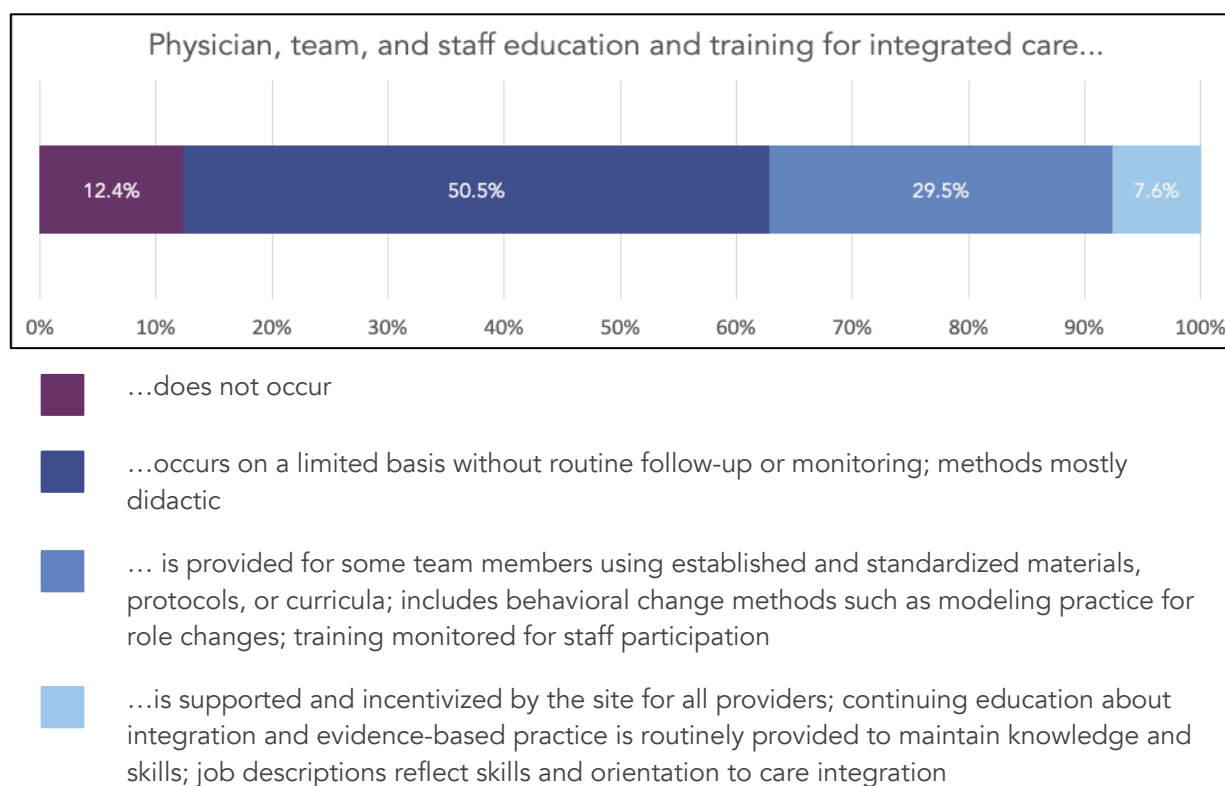 Physician, team, and staff education and training for integrated care...
12.4%
50.5%
29.5%
7.6%
0%
10%
20%
30%
40%
50%
60%
70%
80%
90%
100%
…does not occur
…occurs on a limited basis without routine follow-up or monitoring; methods mostly
didactic
… is provided for some team members using established and standardized materials,
protocols, or curricula; includes behavioral change methods such as modeling practice for
role changes; training monitored for staff participation
…is supported and incentivized by the site for all providers; continuing education about
integration and evidence-based practice is routinely provided to maintain knowledge and
skills; job descriptions reflect skills and orientation to care integration